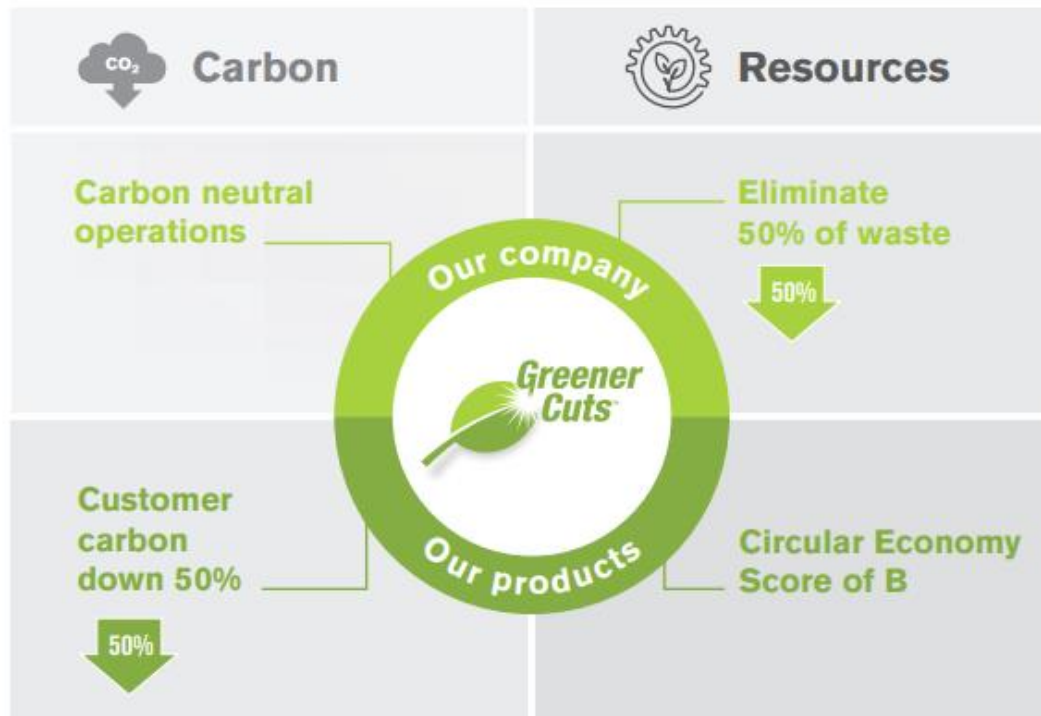 CO₂
Carbon
Resources
Carbon neutral
operations
Eliminate
50% of waste
50%
Our company
Greener
Cuts™
Our products
Customer
carbon
down 50%
50%
Circular Economy
Score of B